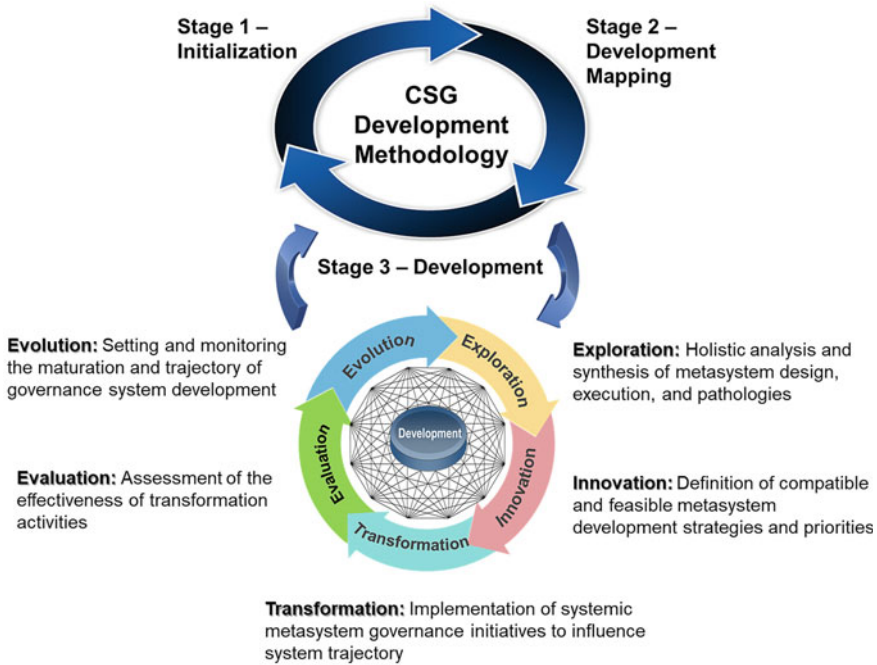 Stage 1 –
Initialization
Stage 2 –
Development
Mapping
CSG
Development
Methodology
Stage 3 – Development
Evolution
Exploration
Innovation
Transformation
Evaluation
Development
Evolution: Setting and monitoring
the maturation and trajectory of
governance system development
Exploration: Holistic analysis and
synthesis of metasystem design,
execution, and pathologies
Evaluation: Assessment of the
effectiveness of transformation
activities
Innovation: Definition of compatible
and feasible metasystem
development strategies and priorities
Transformation: Implementation of systemic
metasystem governance initiatives to influence
system trajectory